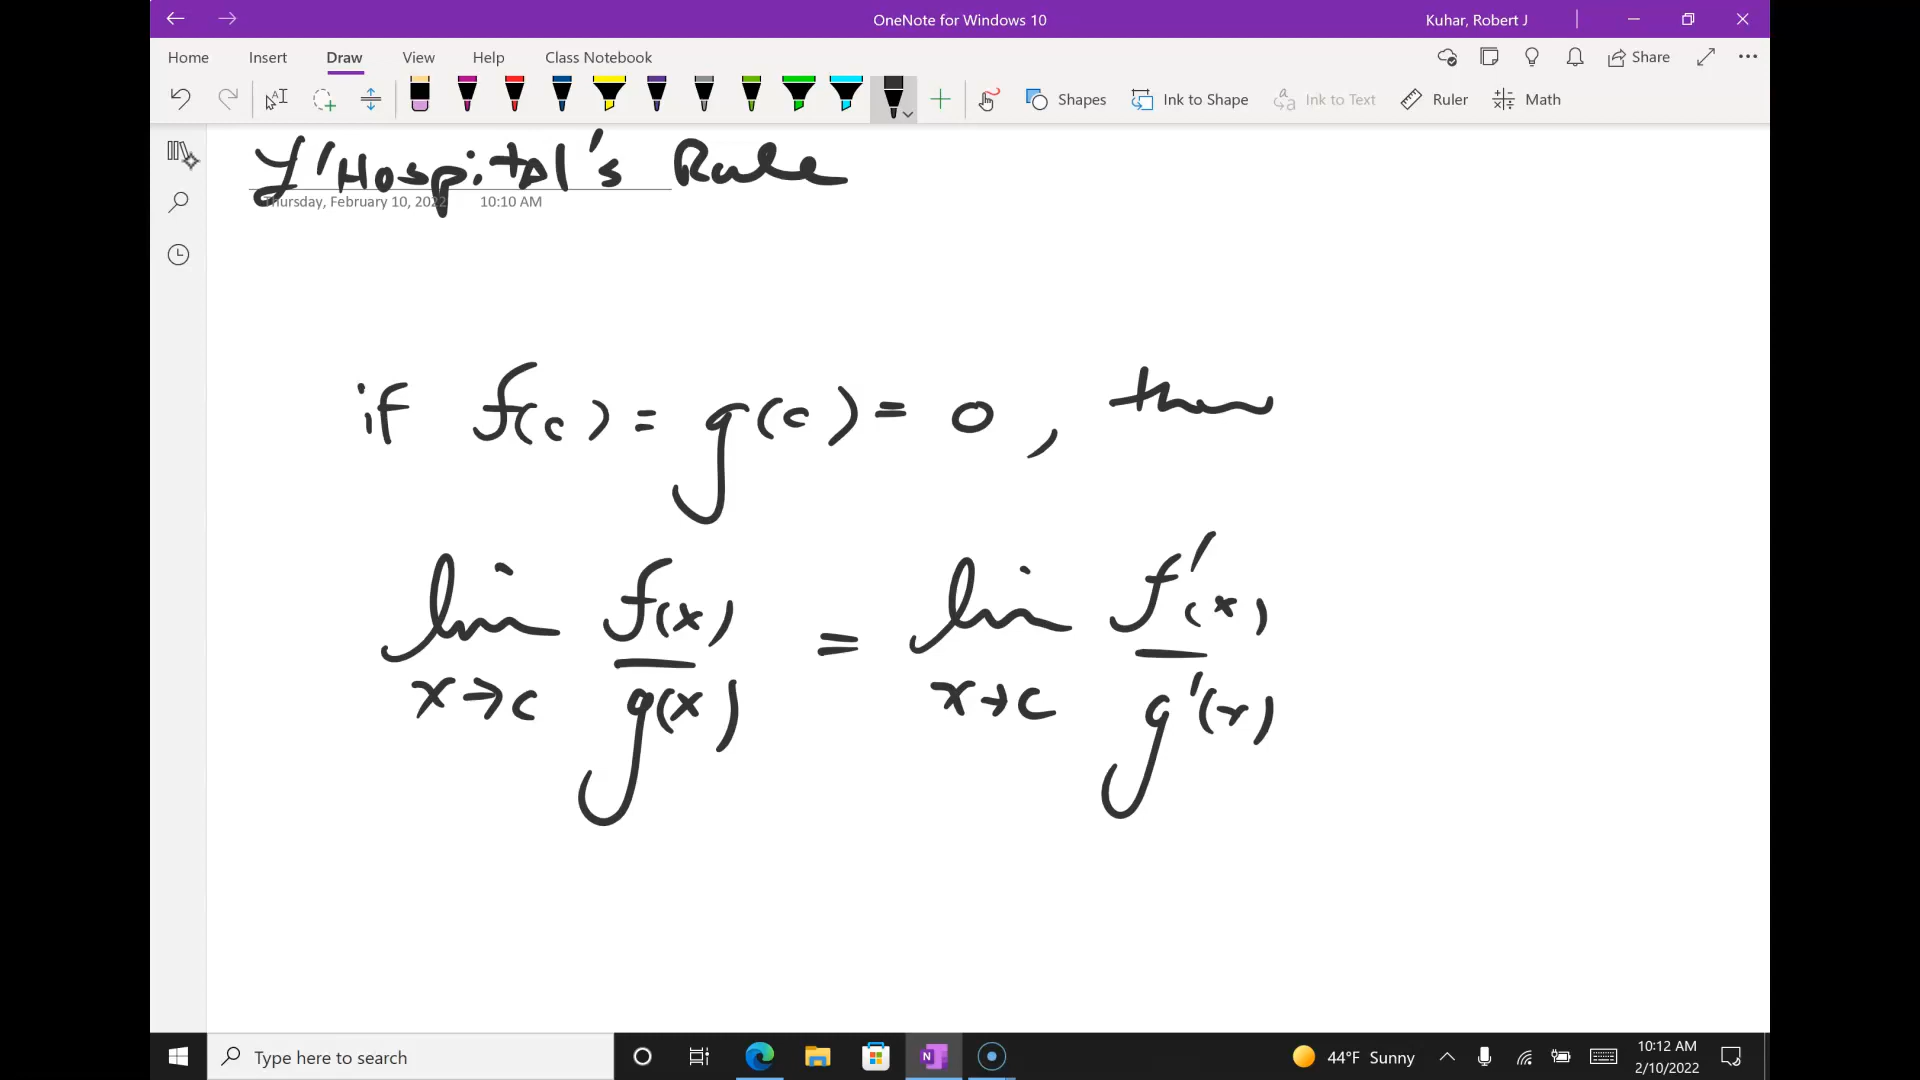 OneNote for Windows 10 Kuhar, Robert J
Home Insert Draw View Help Class Notebook Share
Shapes Ink to Shape Ink to Text Ruler Math
L'Hospital's Rule
Thursday, February 10, 2022 10:10 AM
if f(c) = g(c) = 0 , then
lim f(x) = lim f'(x)
x→c g(x) x→c g'(x)
Type here to search 44°F Sunny 10:12 AM
2/10/2022